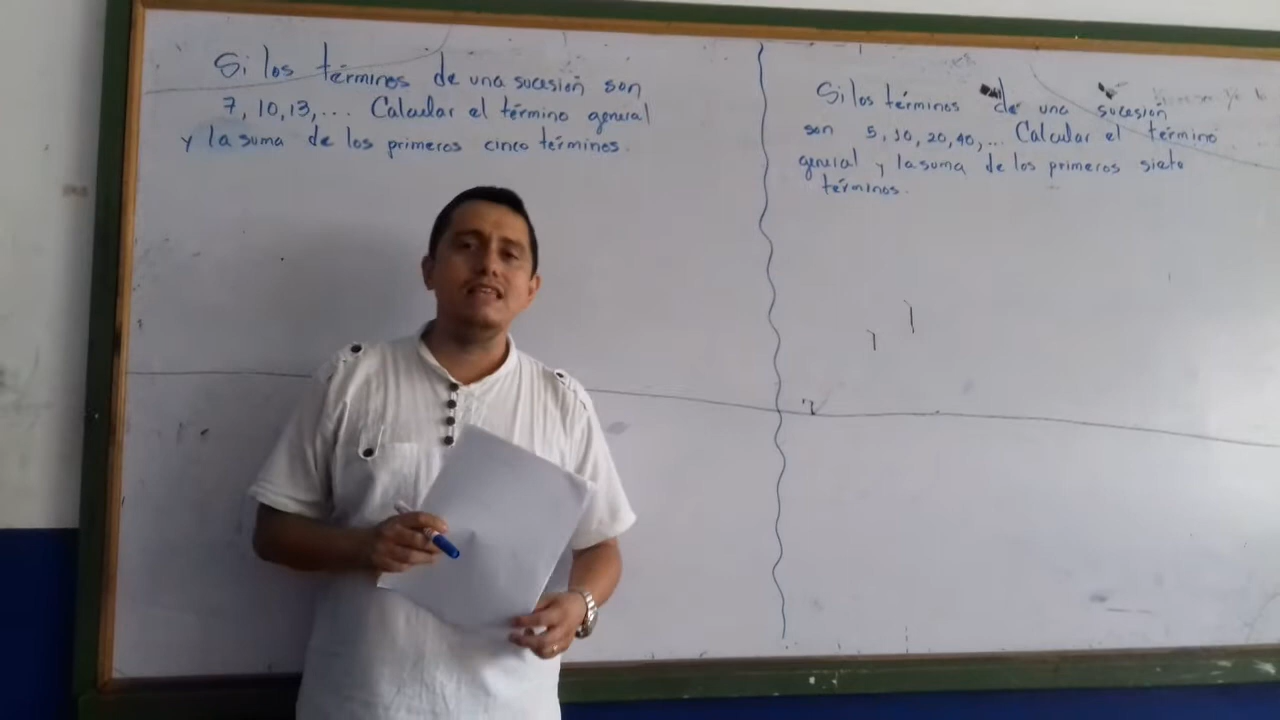 Si los términos de una sucesión son
7, 10, 13, ... Calcular el término general
y la suma de los primeros cinco términos.
Si los términos de una sucesión
son 5, 10, 20, 40, ... Calcular el término
general y la suma de los primeros siete
términos.